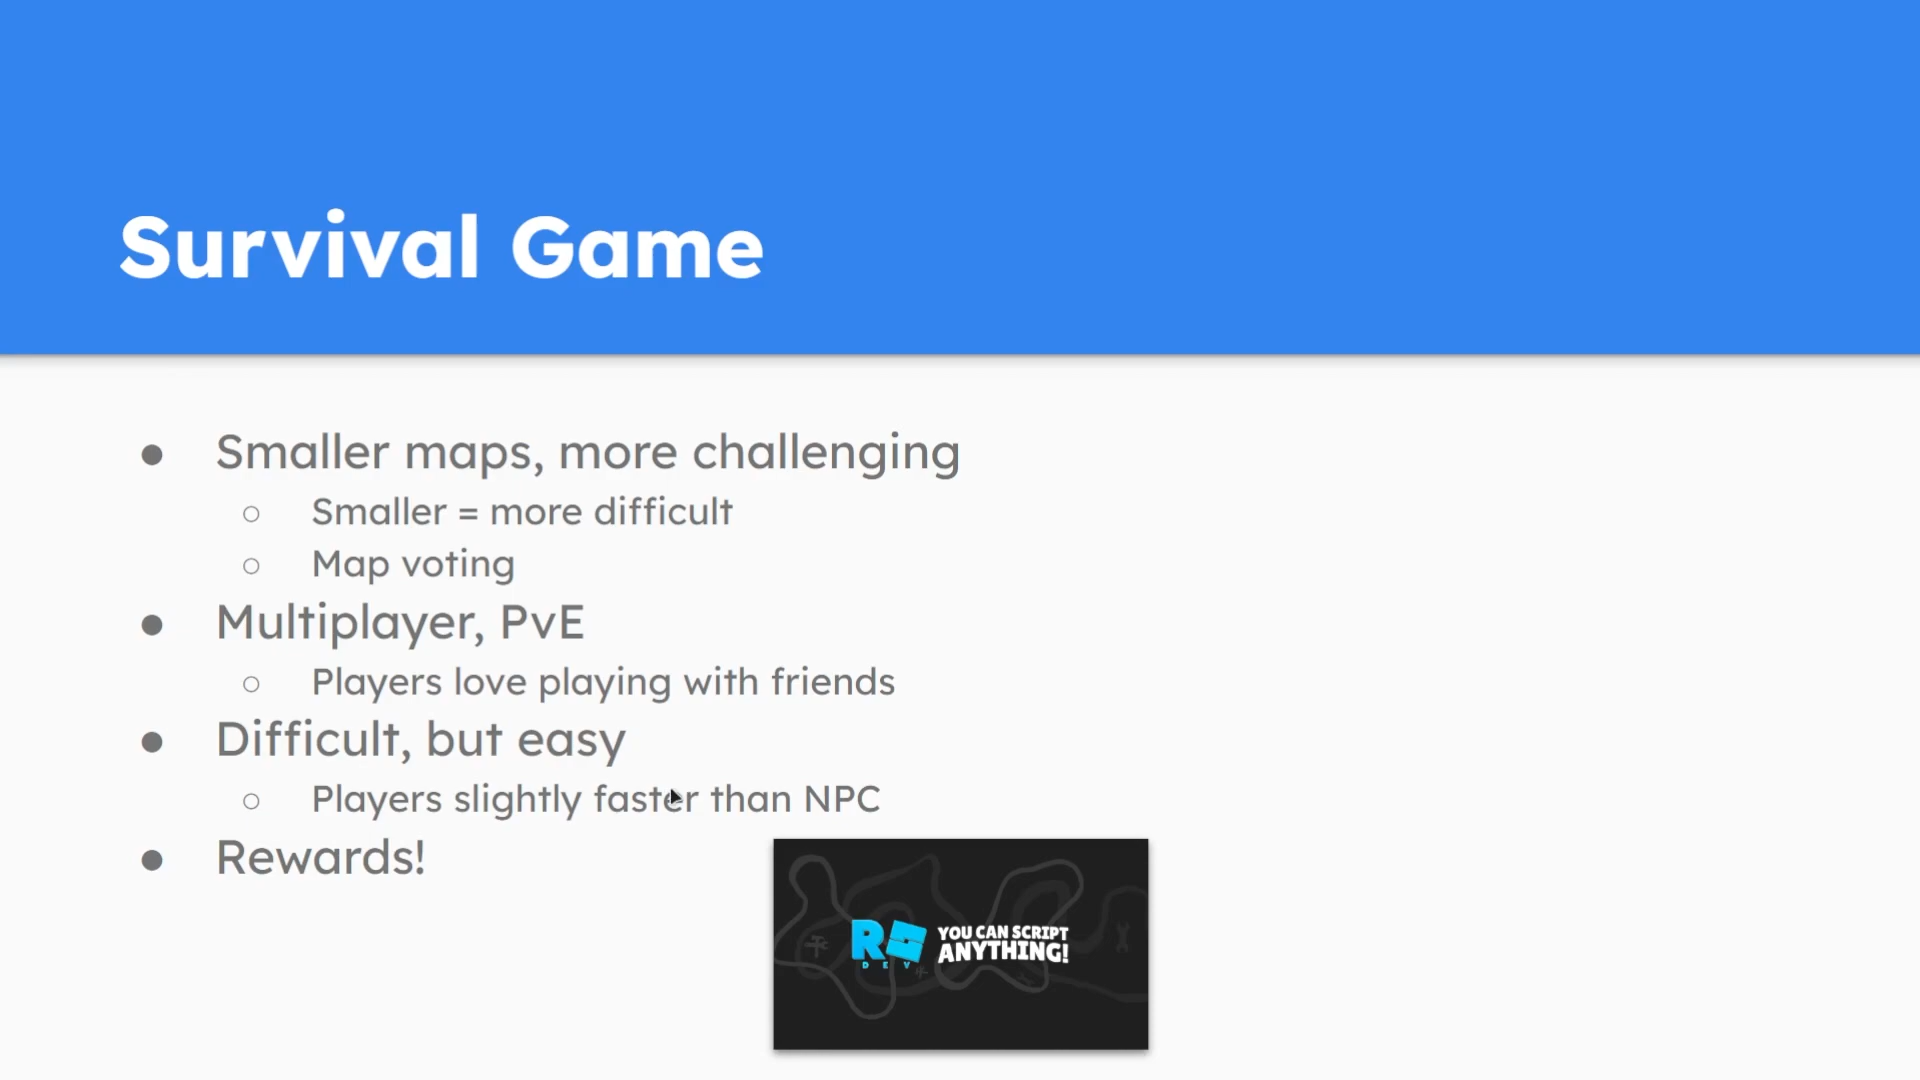 Survival Game
● Smaller maps, more challenging
○ Smaller = more difficult
○ Map voting
● Multiplayer, PvE
○ Players love playing with friends
● Difficult, but easy
○ Players slightly faster than NPC
● Rewards!
R
DEV
YOU CAN SCRIPT
ANYTHING!